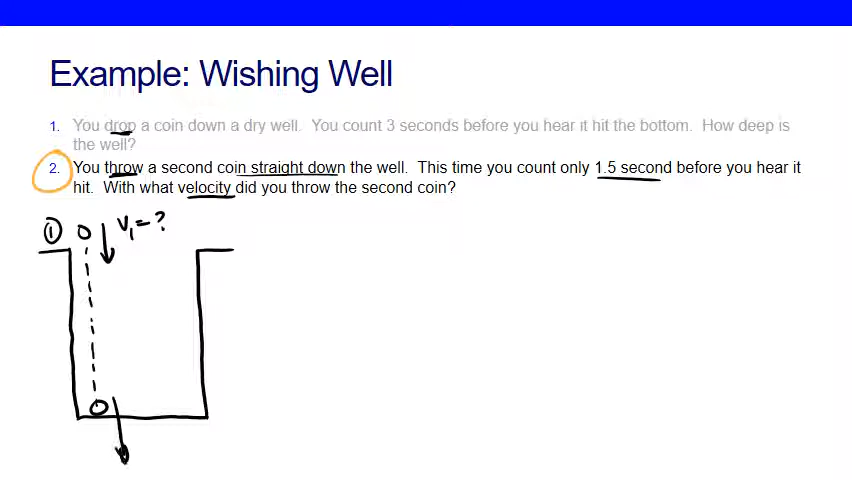 Example: Wishing Well
1. You drop a coin down a dry well. You count 3 seconds before you hear it hit the bottom. How deep is
the well?
2. You throw a second coin straight down the well. This time you count only 1.5 second before you hear it
hit. With what velocity did you throw the second coin?
① V₁=?